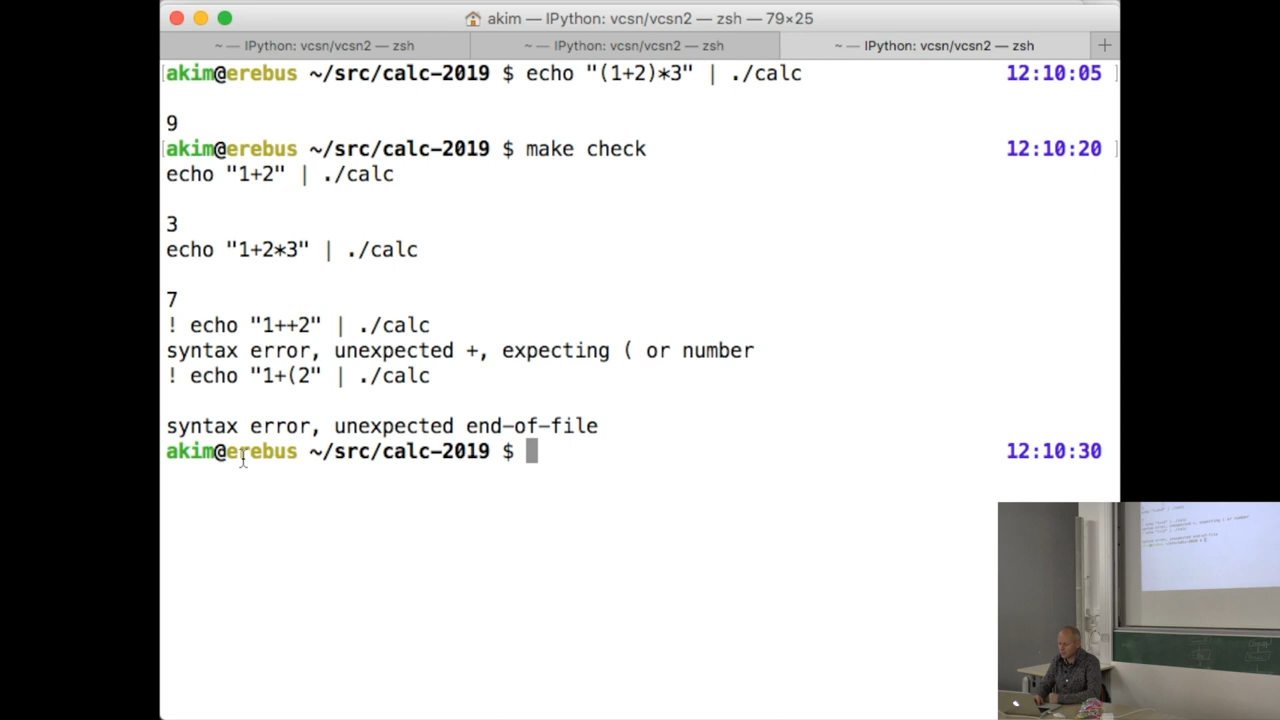 akim — IPython: vcsn/vcsn2 — zsh — 79×25
~ — IPython: vcsn/vcsn2 — zsh
~ — IPython: vcsn/vcsn2 — zsh
~ — IPython: vcsn/vcsn2 — zsh
akim@erebus ~/src/calc-2019 $ echo "(1+2)*3" | ./calc 12:10:05
9
akim@erebus ~/src/calc-2019 $ make check 12:10:20
echo "1+2" | ./calc
3
echo "1+2*3" | ./calc
7
! echo "1++2" | ./calc
syntax error, unexpected +, expecting ( or number
! echo "1+(2" | ./calc
syntax error, unexpected end-of-file
akim@erebus ~/src/calc-2019 $ 12:10:30